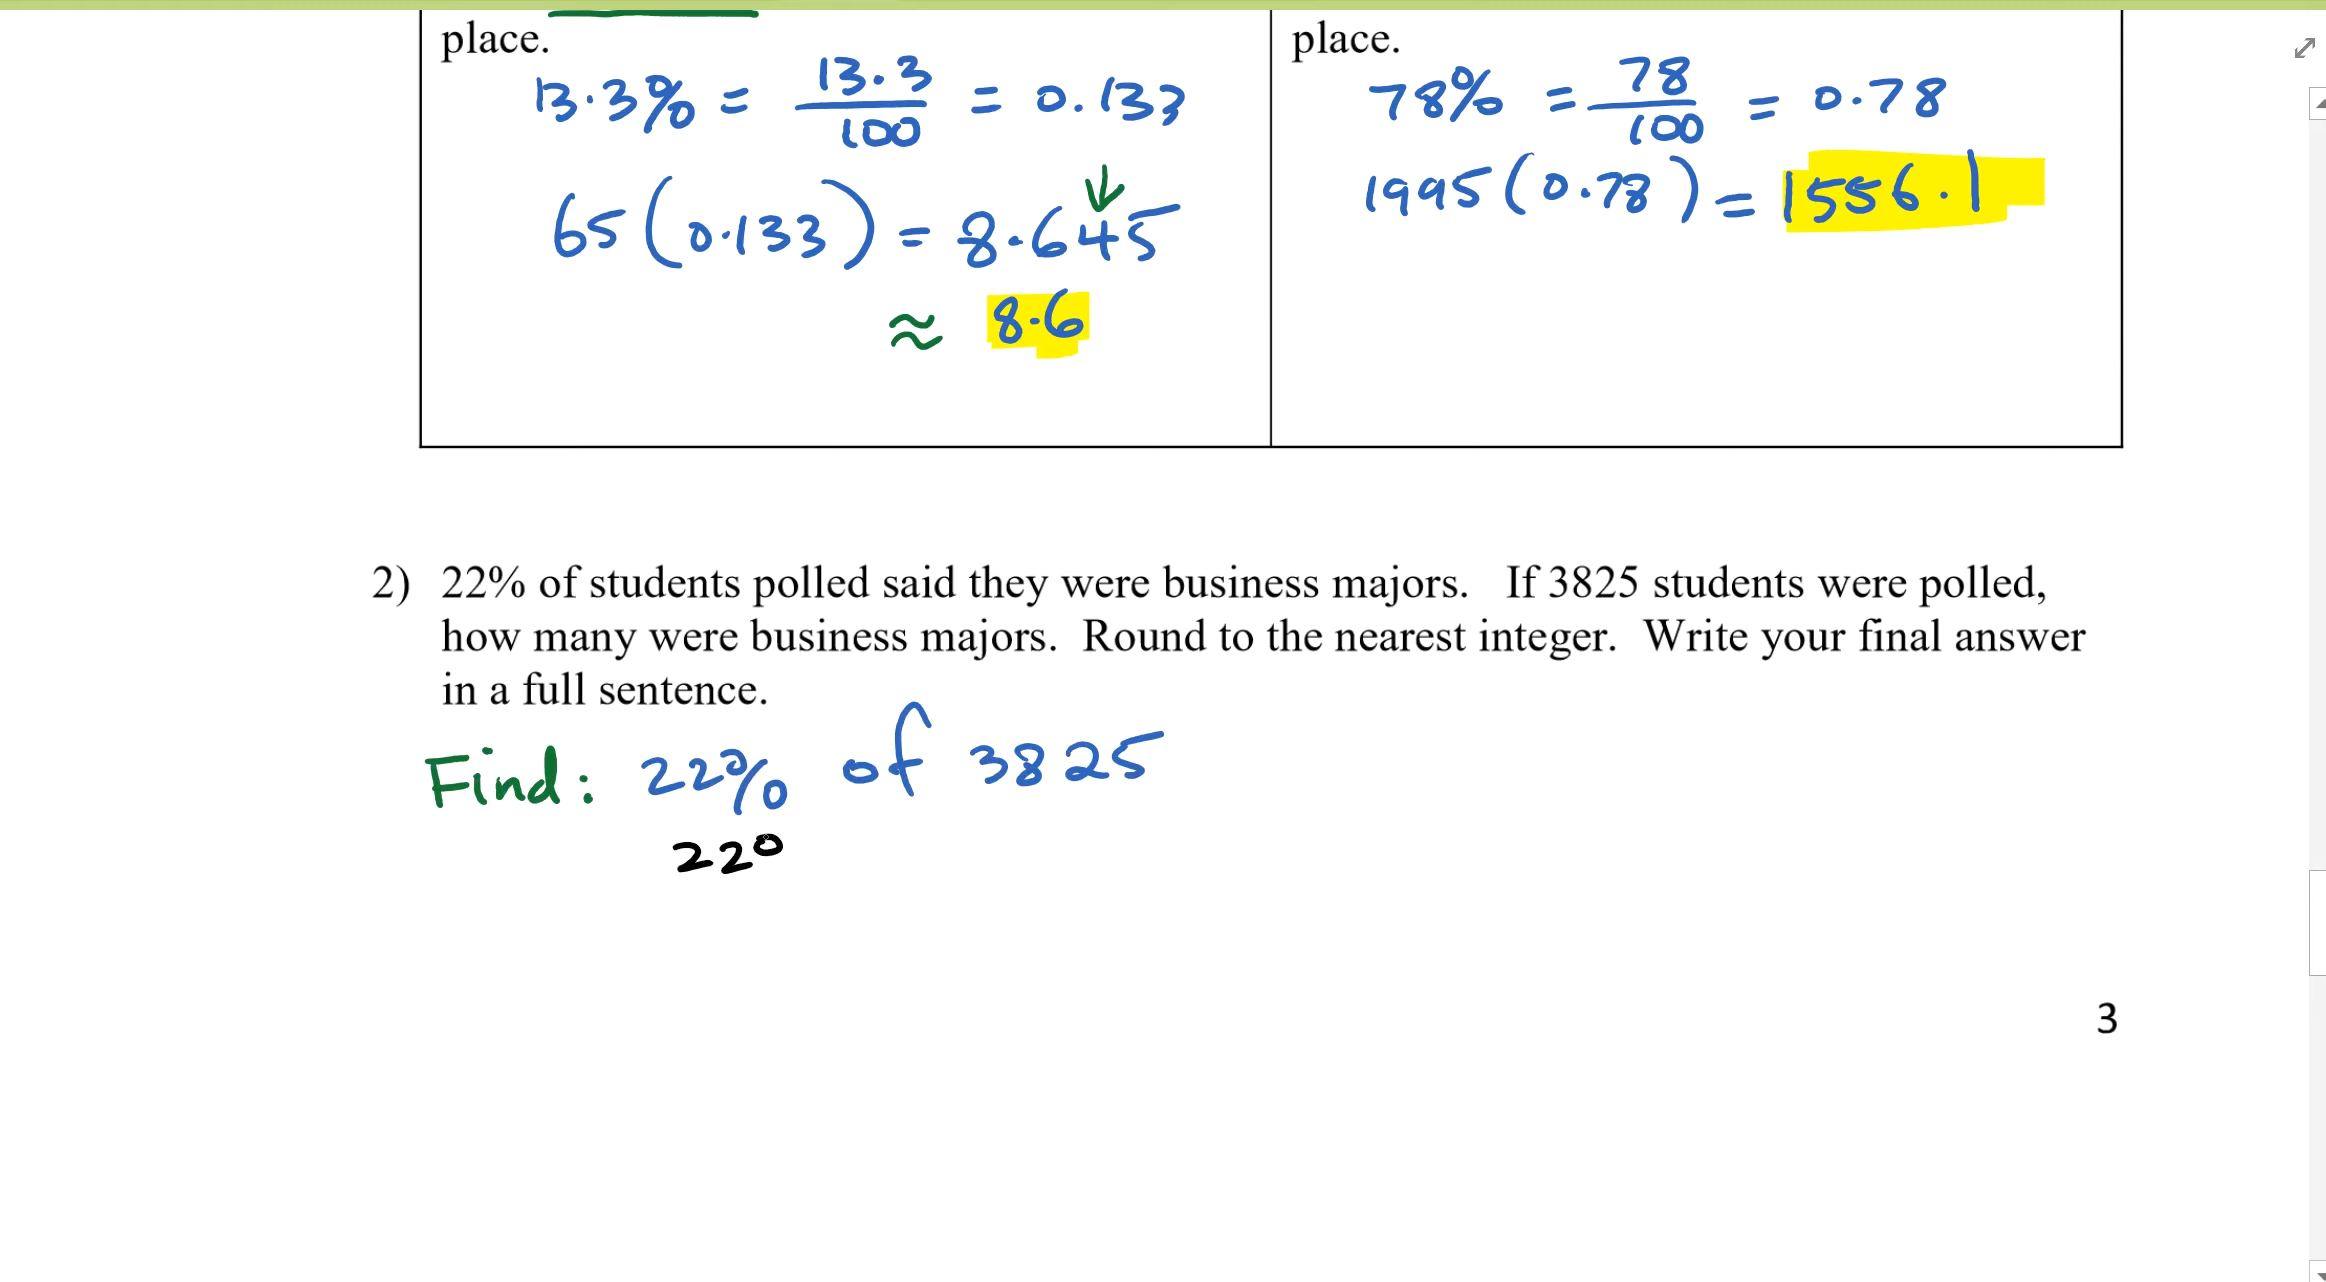 place.
13.3% = 13.3/100 = 0.133
65(0.133) = 8.645
≈ 8.6
place.
78% = 78/100 = 0.78
1995(0.78) = 1556.1
2) 22% of students polled said they were business majors. If 3825 students were polled,
how many were business majors. Round to the nearest integer. Write your final answer
in a full sentence.
Find: 22% of 3825
220
3